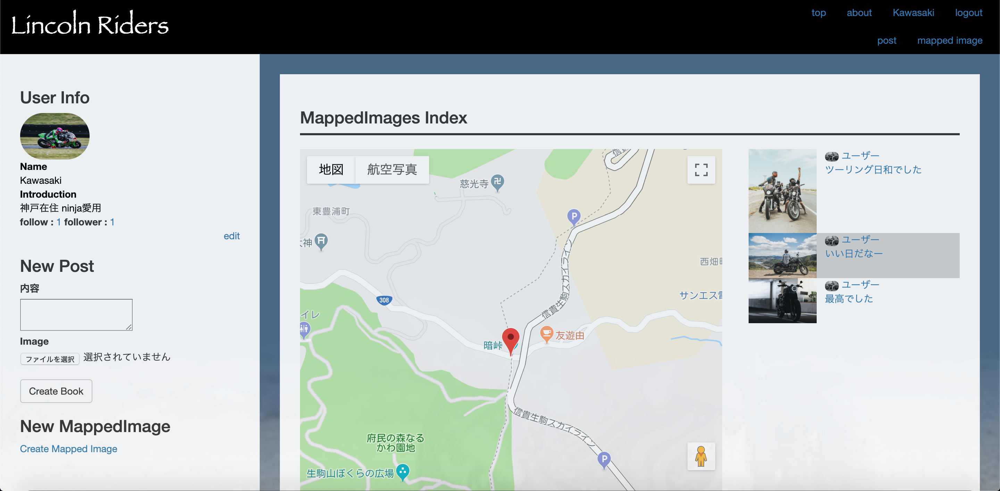 Lincoln Riders
top about Kawasaki logout
post mapped image
User Info
Name
Kawasaki
Introduction
神戸在住 ninja愛用
follow : 1 follower : 1
edit
New Post
内容
Image
ファイルを選択 選択されていません
Create Book
New MappedImage
Create Mapped Image
MappedImages Index
地図 航空写真
慈光寺
東豊浦町
神
P
信貴生駒スカイライン
西畑
サンエス
308
イレ
暗峠
友遊由
信貴生駒スカイライン
府民の森なる
かわ園地
P
生駒山ぼくらの広場
ユーザー
ツーリング日和でした
ユーザー
いい日だなー
ユーザー
最高でした